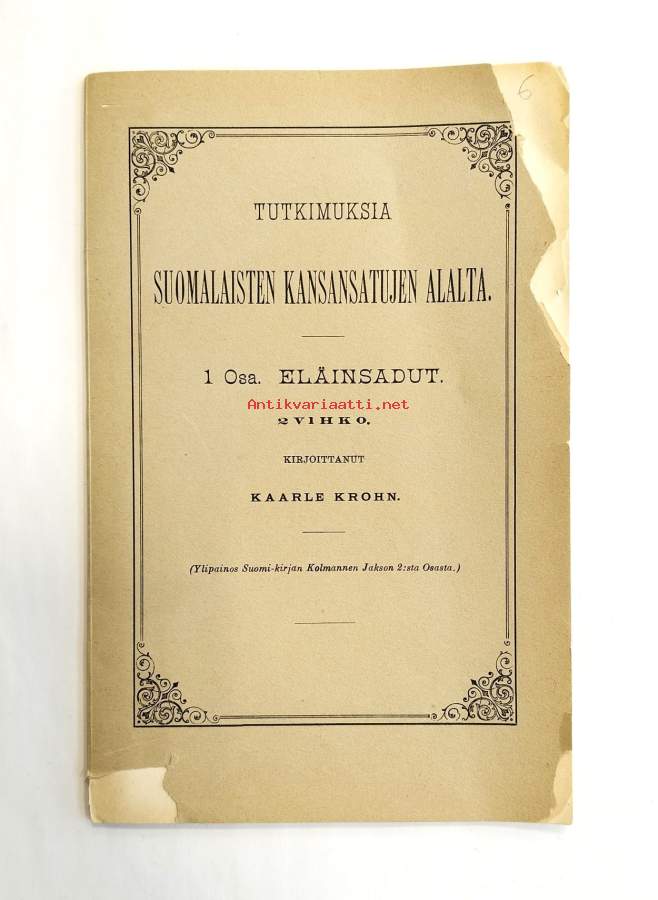 6
TUTKIMUKSIA
SUOMALAISTEN KANSANSATUJEN ALALTA.
1 Osa. ELÄINSADUT.
Antikvariaatti.net
2 VIHKO.
KIRJOITTANUT
KAARLE KROHN.
(Ylipainos Suomi-kirjan Kolmannen Jakson 2:sta Osasta.)